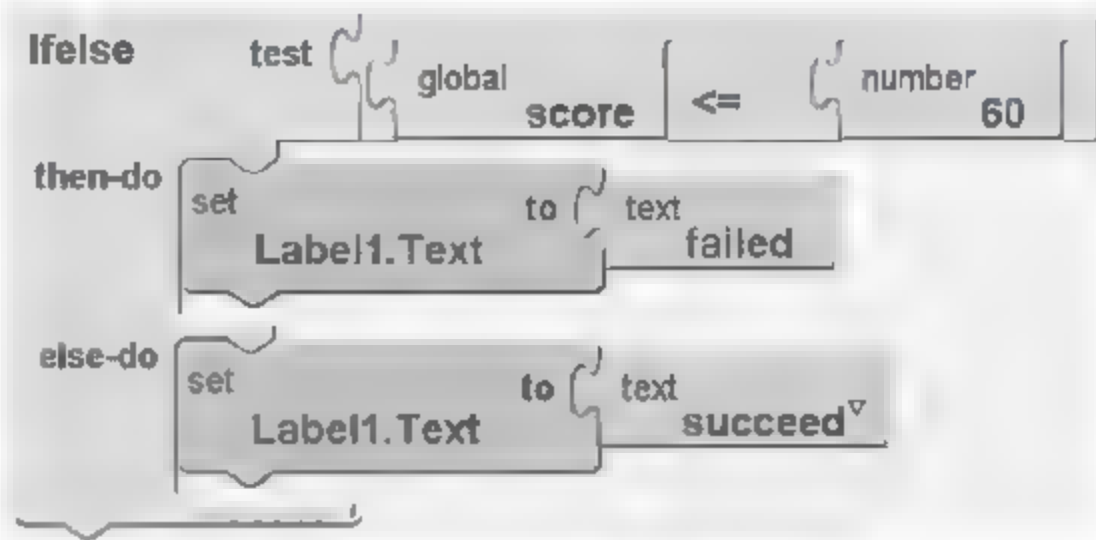 Ifelse test global score <= number 60
then-do set Label1.Text to text failed
else-do set Label1.Text to text succeed